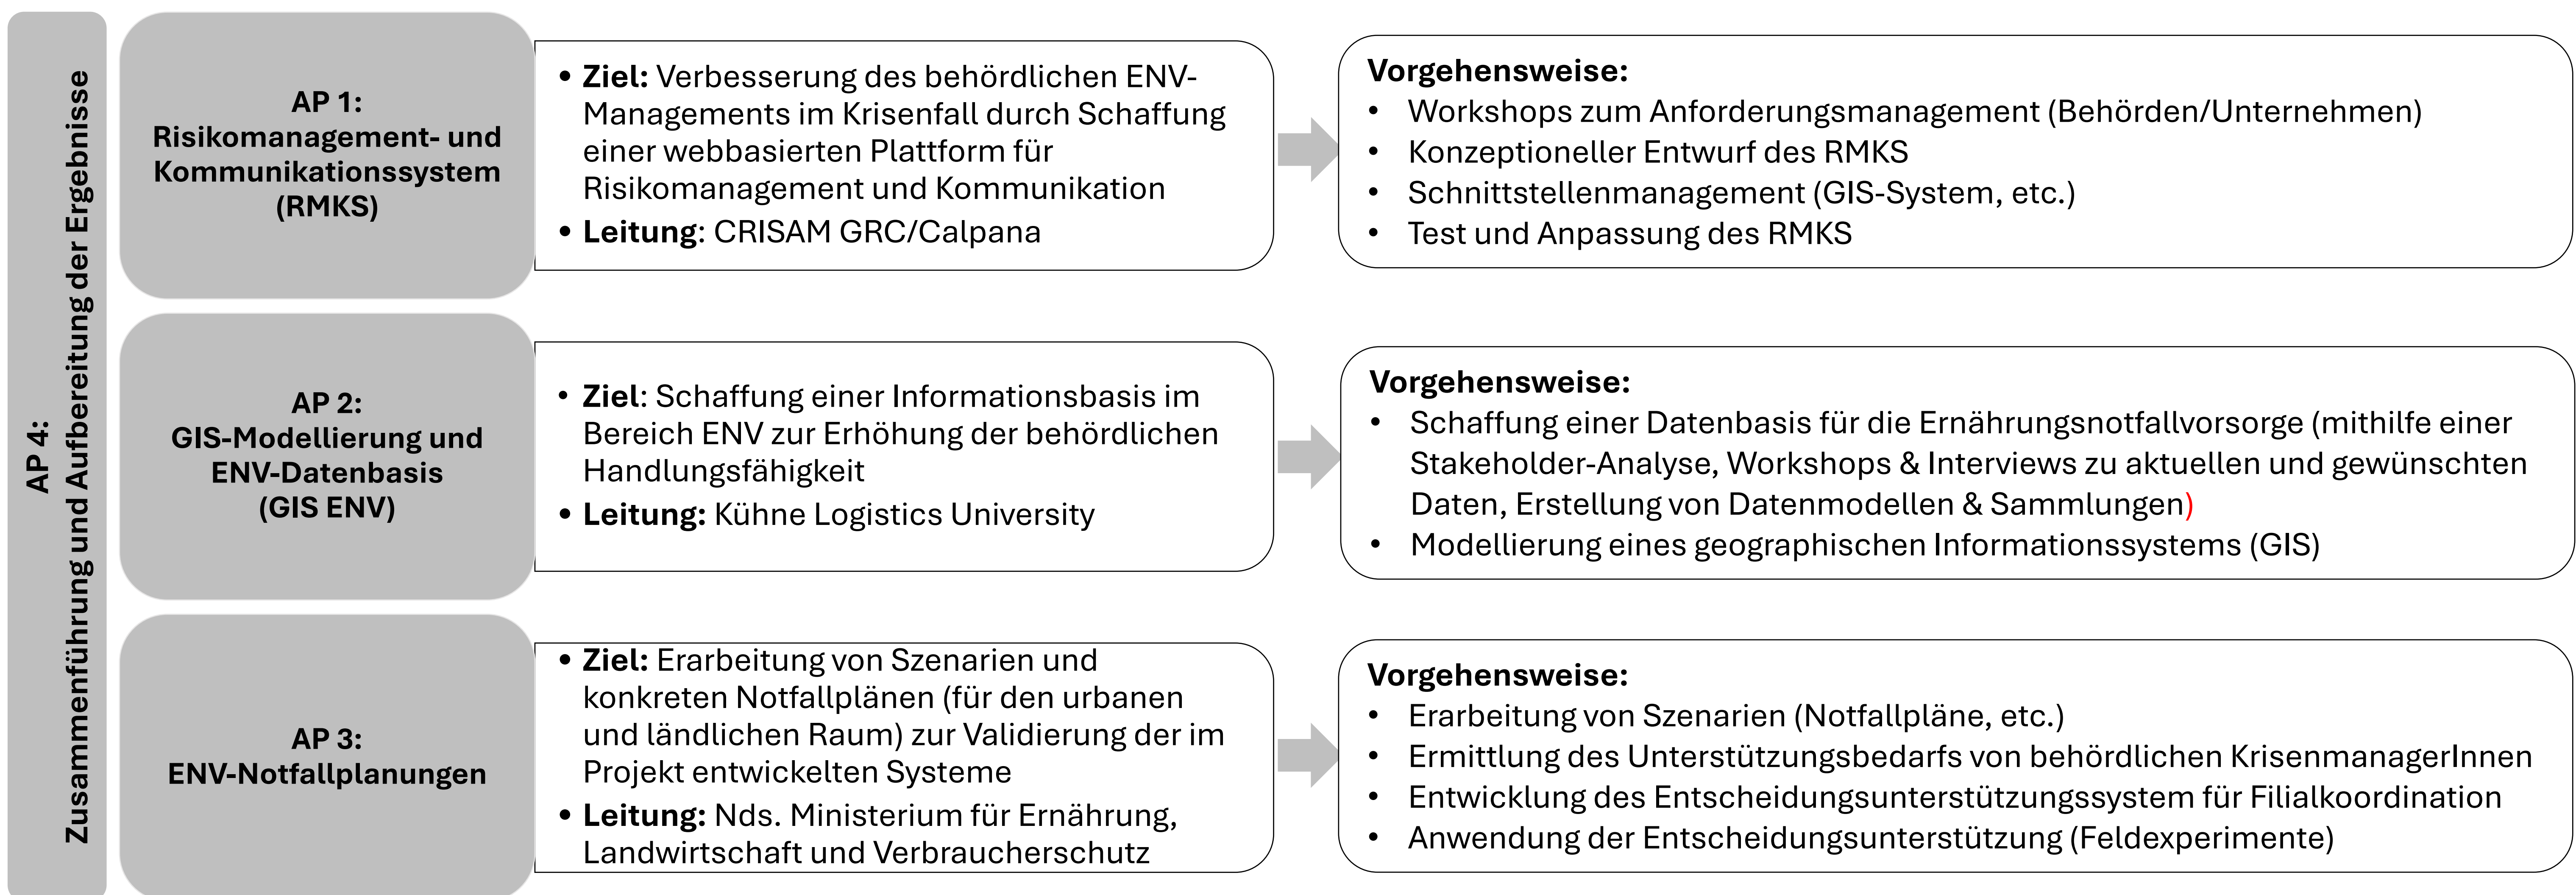 AP 4:
Zusammenführung und Aufbereitung der Ergebnisse
AP 1:
Risikomanagement- und
Kommunikationssystem
(RMKS)
• Ziel: Verbesserung des behördlichen ENV-
Managements im Krisenfall durch Schaffung
einer webbasierten Plattform für
Risikomanagement und Kommunikation
• Leitung: CRISAM GRC/Calpana
Vorgehensweise:
• Workshops zum Anforderungsmanagement (Behörden/Unternehmen)
• Konzeptioneller Entwurf des RMKS
• Schnittstellenmanagement (GIS-System, etc.)
• Test und Anpassung des RMKS
AP 2:
GIS-Modellierung und
ENV-Datenbasis
(GIS ENV)
• Ziel: Schaffung einer Informationsbasis im
Bereich ENV zur Erhöhung der behördlichen
Handlungsfähigkeit
• Leitung: Kühne Logistics University
Vorgehensweise:
• Schaffung einer Datenbasis für die Ernährungsnotfallvorsorge (mithilfe einer
Stakeholder-Analyse, Workshops & Interviews zu aktuellen und gewünschten
Daten, Erstellung von Datenmodellen & Sammlungen)
• Modellierung eines geographischen Informationssystems (GIS)
AP 3:
ENV-Notfallplanungen
• Ziel: Erarbeitung von Szenarien und
konkreten Notfallplänen (für den urbanen
und ländlichen Raum) zur Validierung der im
Projekt entwickelten Systeme
• Leitung: Nds. Ministerium für Ernährung,
Landwirtschaft und Verbraucherschutz
Vorgehensweise:
• Erarbeitung von Szenarien (Notfallpläne, etc.)
• Ermittlung des Unterstützungsbedarfs von behördlichen KrisenmanagerInnen
• Entwicklung des Entscheidungsunterstützungssystem für Filialkoordination
• Anwendung der Entscheidungsunterstützung (Feldexperimente)